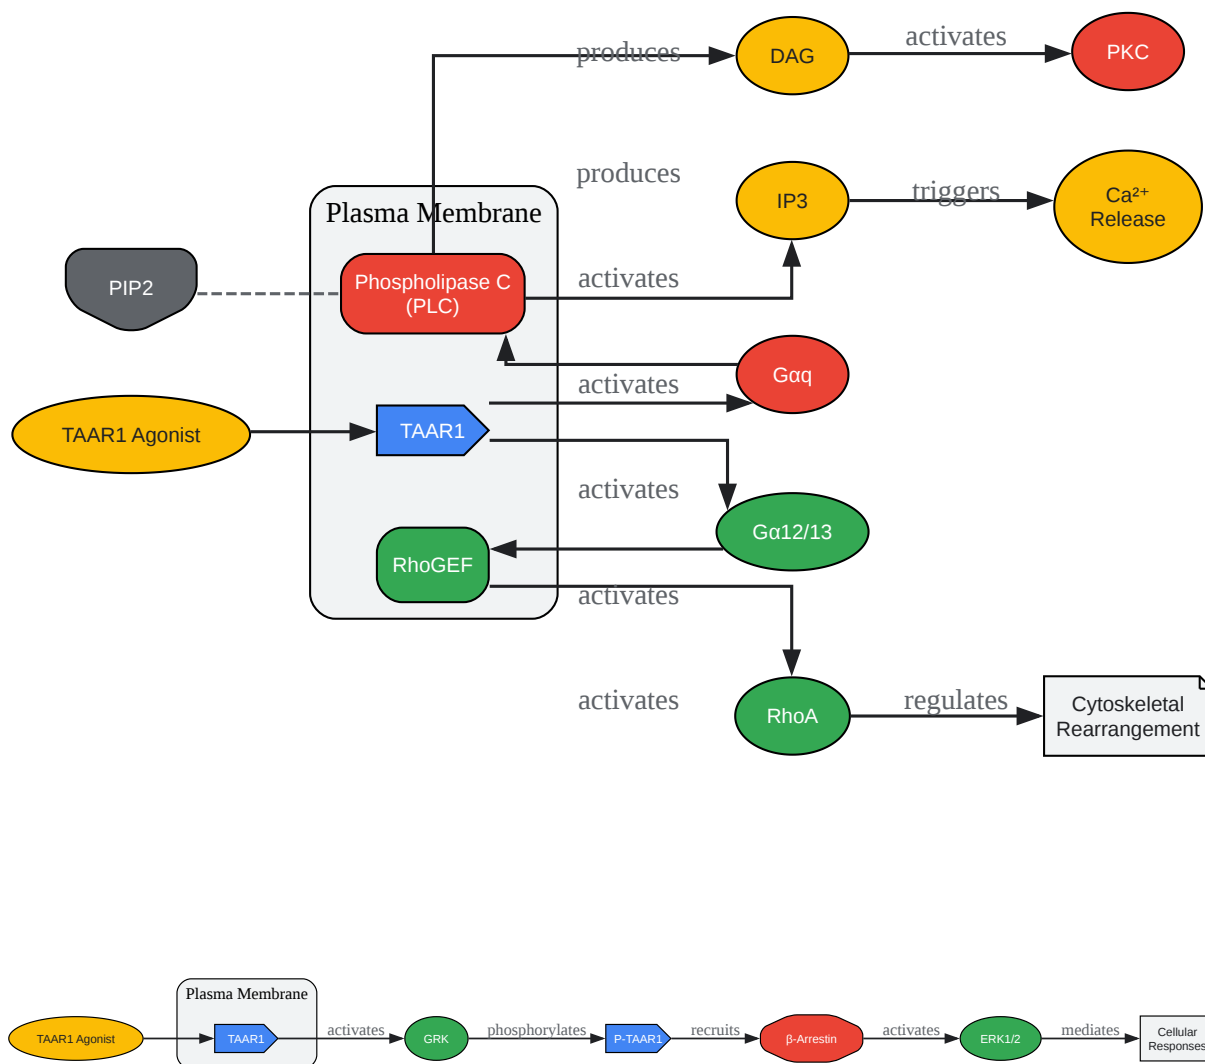 produces
DAG
activates
PKC
produces
IP3
triggers
Ca²⁺
Release
Plasma Membrane
PIP2
Phospholipase C
(PLC)
activates
Gαq
activates
TAAR1 Agonist
TAAR1
activates
Gα12/13
RhoGEF
activates
activates
RhoA
regulates
Cytoskeletal
Rearrangement
Plasma Membrane
TAAR1 Agonist
TAAR1
activates
GRK
phosphorylates
P-TAAR1
recruits
β-Arrestin
activates
ERK1/2
mediates
Cellular
Responses